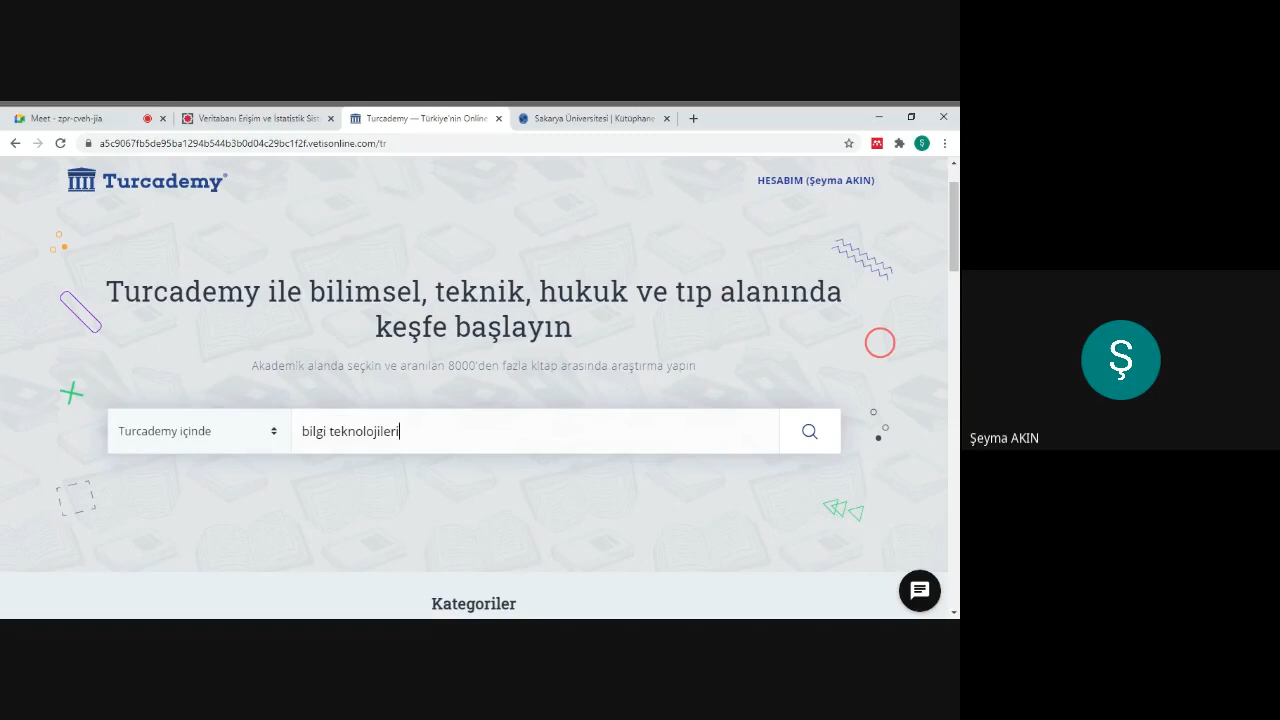 Meet - zpr-cveh-jia
Veritabanı Erişim ve İstatistik Sist
Turcademy — Türkiye'nin Online
Sakarya Üniversitesi | Kütüphane
a5c9067fb5de95ba1294b544b3b0d04c29bc1f2f.vetisonline.com/tr
Ş
Turcademy®
HESABIM (Şeyma AKIN)
Turcademy ile bilimsel, teknik, hukuk ve tıp alanında
keşfe başlayın
Akademik alanda seçkin ve aranılan 8000'den fazla kitap arasında araştırma yapın
Turcademy içinde
bilgi teknolojileri
Kategoriler
Ş
Şeyma AKIN